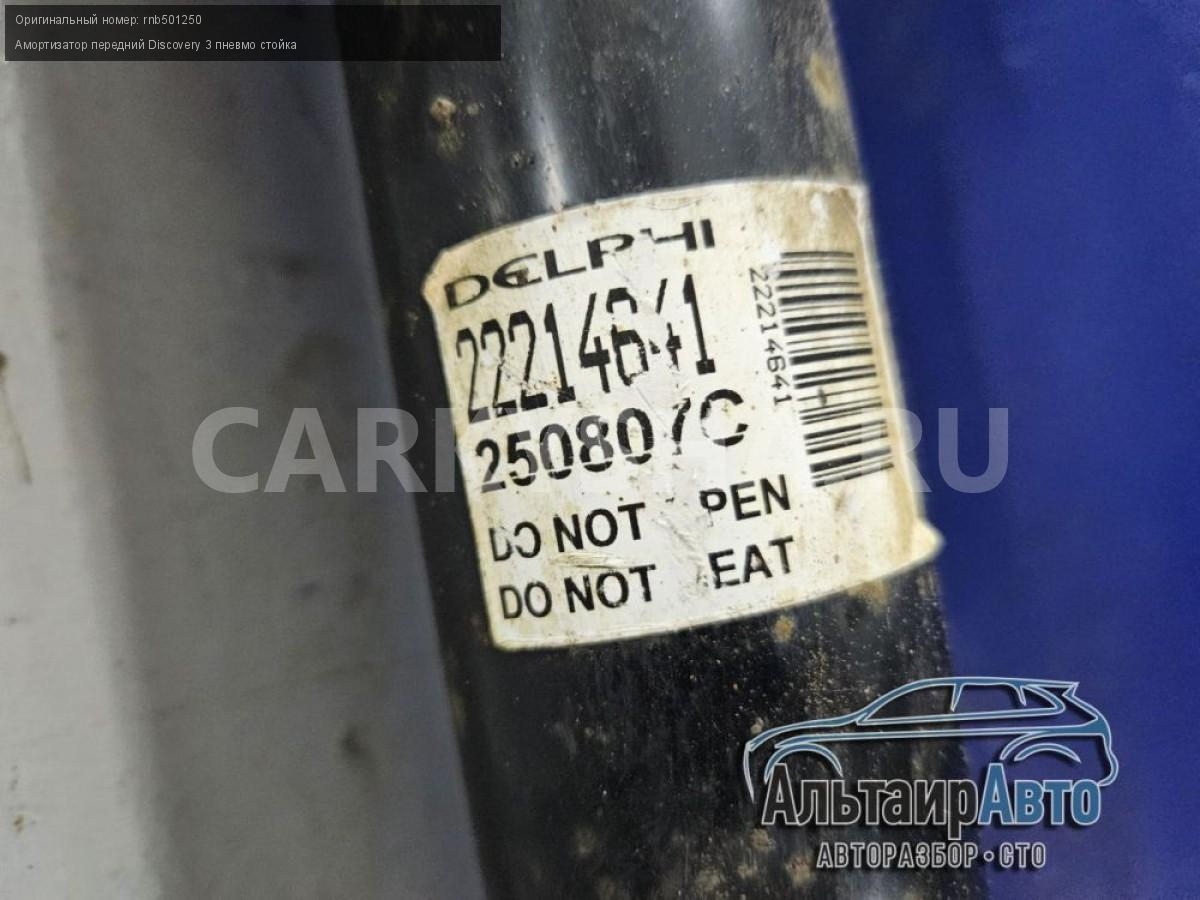 Оригинальный номер: rnb501250
Амортизатор передний Discovery 3 пневмо стойка
DELPHI
22214641
22214641
250807C
DO NOT PEN
DO NOT EAT
АльтаирАвто
АВТОРАЗБОР • СТО